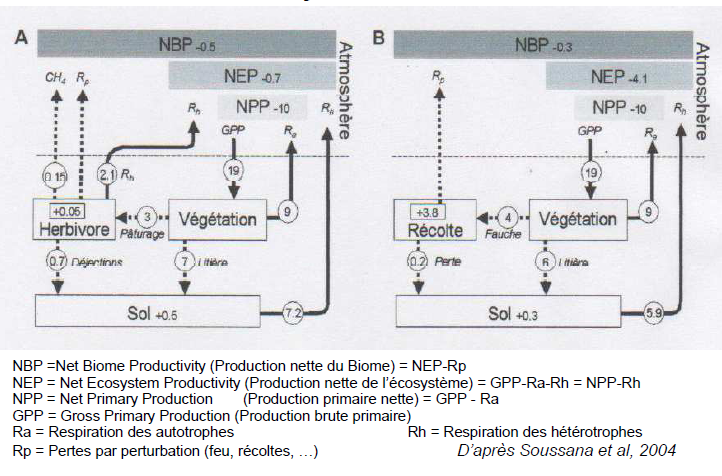 A
NBP -0.5
NEP -0.7
NPP -10
Atmosphère
CH4
Rp
Rh
GPP
Ra
Rh
0.15
2.1
Rh
19
9
+0.05
Herbivore
3
Pâturage
Végétation
0.7
Déjections
7
Litière
Sol +0.5
7.2
B
NBP -0.3
NEP -4.1
NPP -10
Atmosphère
Rp
GPP
Ra
Rh
19
9
+3.8
Récolte
4
Fauche
Végétation
0.2
Perte
6
Litière
Sol +0.3
5.9
NBP =Net Biome Productivity (Production nette du Biome) = NEP-Rp
NEP = Net Ecosystem Productivity (Production nette de l'écosystème) = GPP-Ra-Rh = NPP-Rh
NPP = Net Primary Production (Production primaire nette) = GPP - Ra
GPP = Gross Primary Production (Production brute primaire)
Ra = Respiration des autotrophes Rh = Respiration des hétérotrophes
Rp = Pertes par perturbation (feu, récoltes, …) D'après Soussana et al, 2004